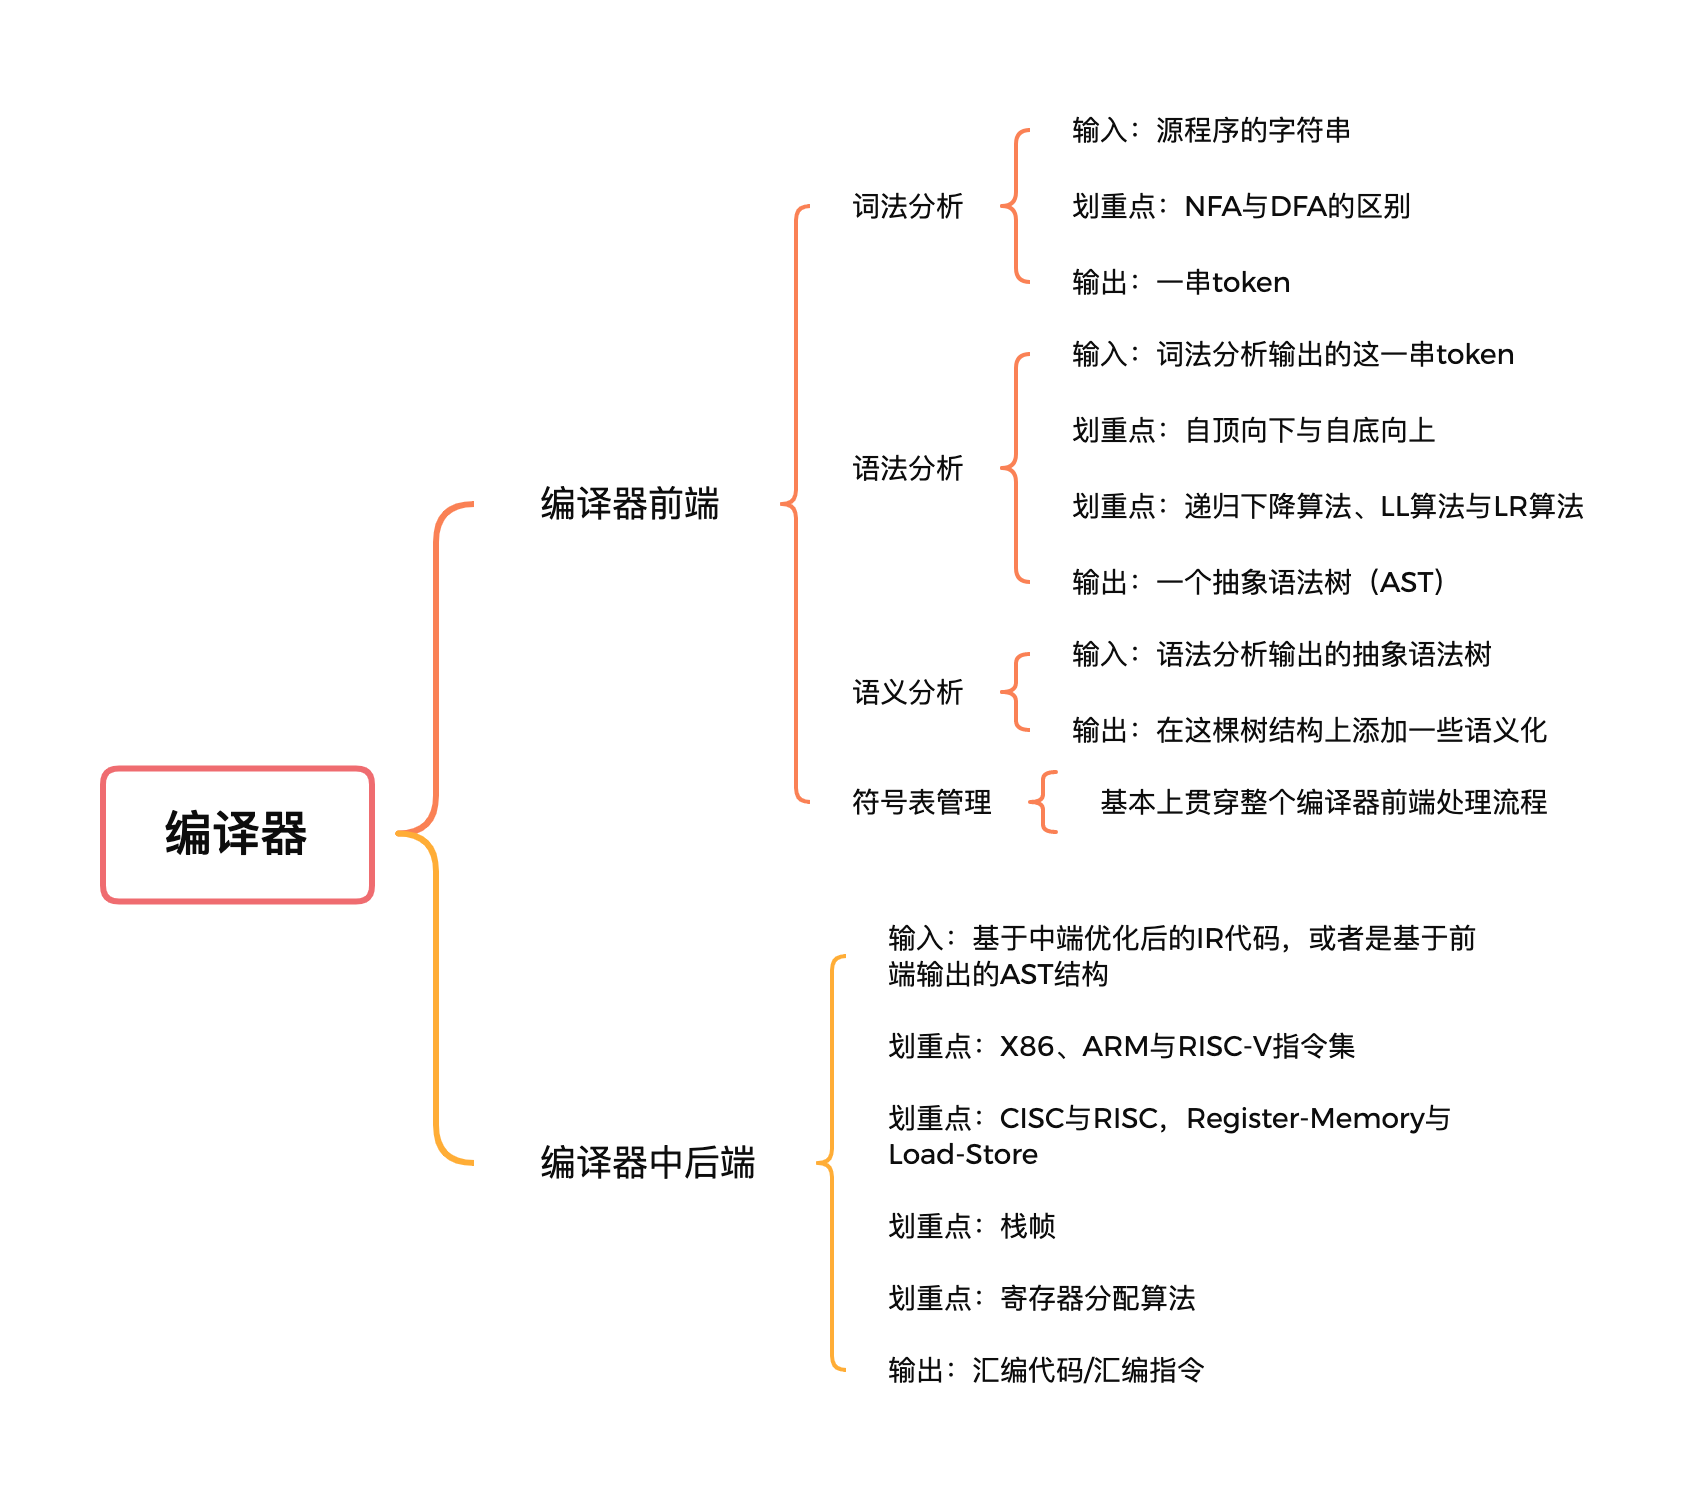 编译器
编译器前端
词法分析
输入：源程序的字符串
划重点：NFA与DFA的区别
输出：一串token
语法分析
输入：词法分析输出的这一串token
划重点：自顶向下与自底向上
划重点：递归下降算法、LL算法与LR算法
输出：一个抽象语法树（AST）
语义分析
输入：语法分析输出的抽象语法树
输出：在这棵树结构上添加一些语义化
符号表管理
基本上贯穿整个编译器前端处理流程
编译器中后端
输入：基于中端优化后的IR代码，或者是基于前
端输出的AST结构
划重点：X86、ARM与RISC-V指令集
划重点：CISC与RISC，Register-Memory与
Load-Store
划重点：栈帧
划重点：寄存器分配算法
输出：汇编代码/汇编指令